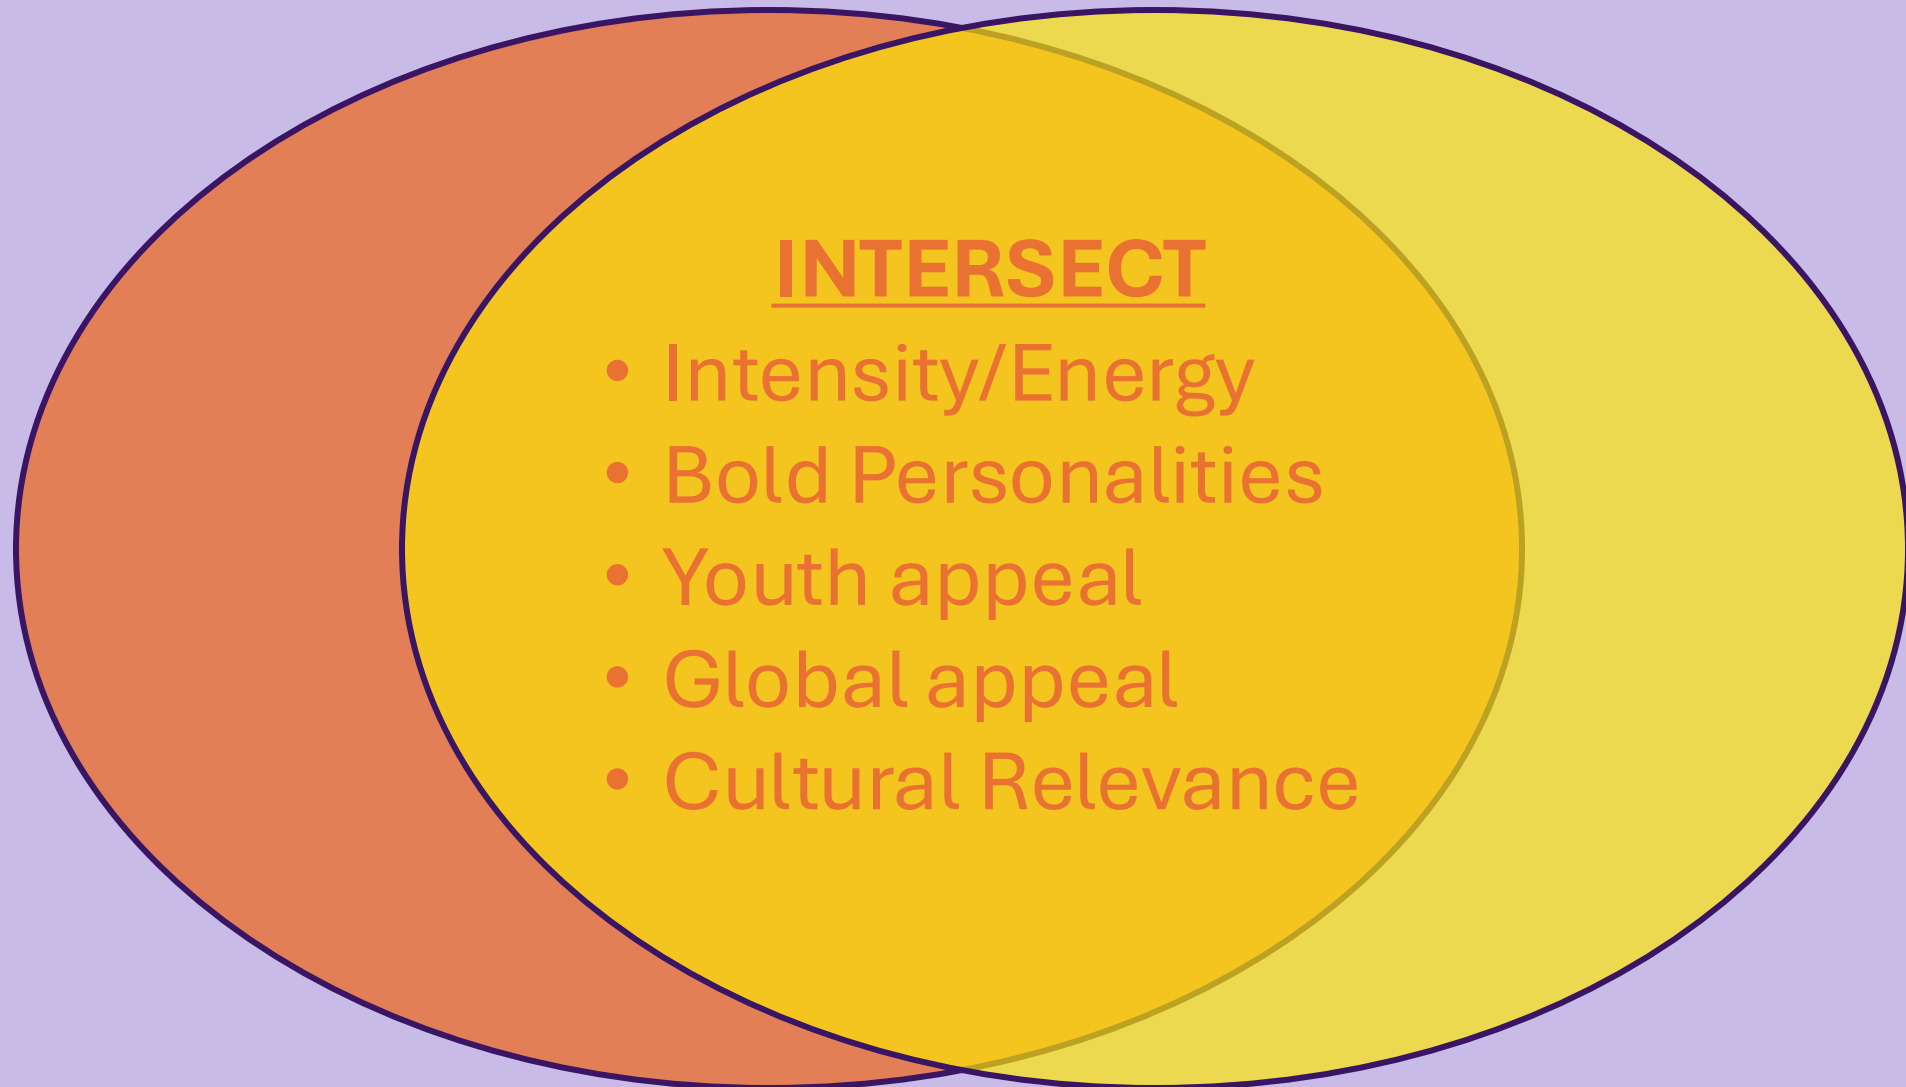 INTERSECT
• Intensity/Energy
• Bold Personalities
• Youth appeal
• Global appeal
• Cultural Relevance